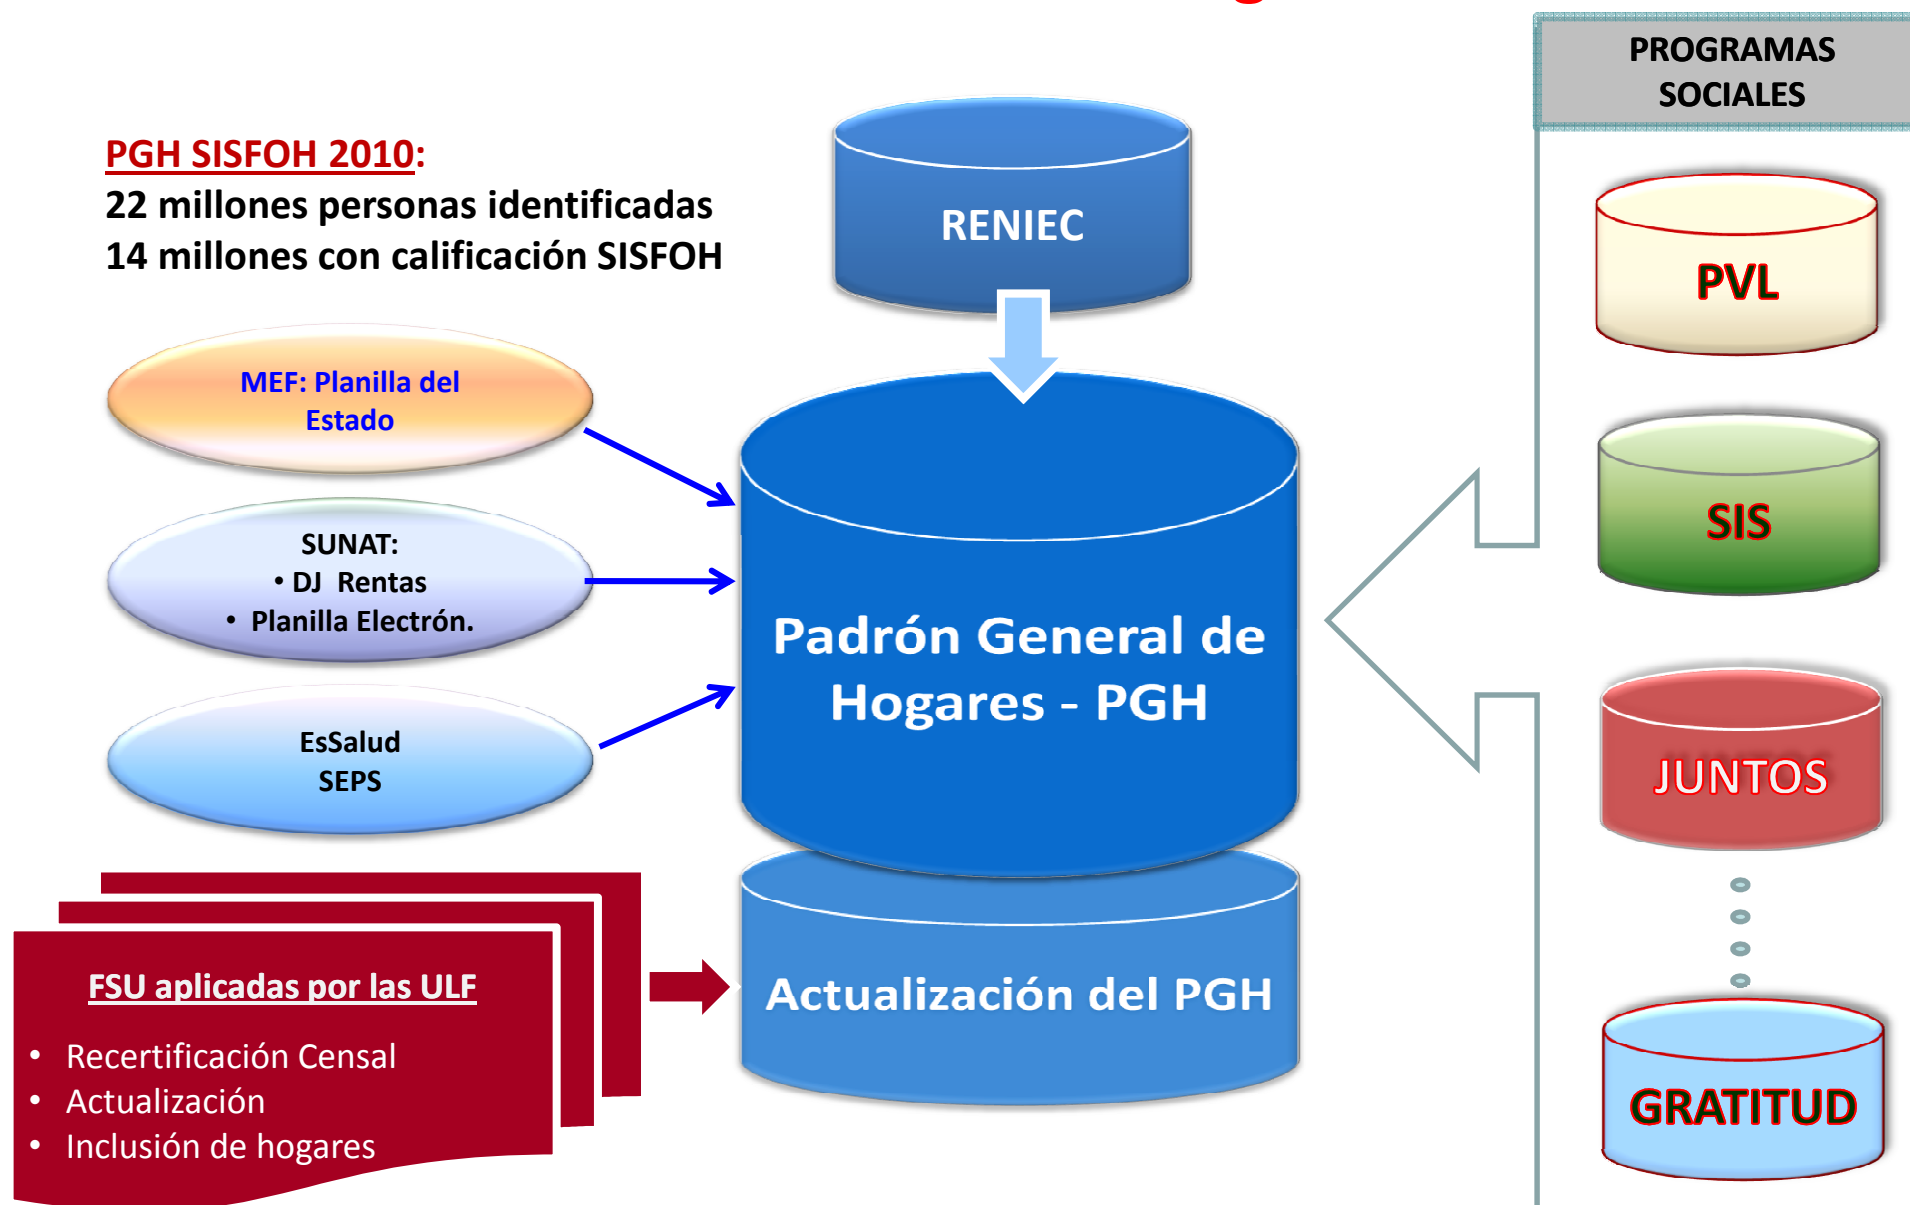 PROGRAMAS
SOCIALES
PGH SISFOH 2010:
22 millones personas identificadas
14 millones con calificación SISFOH
RENIEC
PVL
MEF: Planilla del
Estado
SIS
SUNAT:
• DJ Rentas
• Planilla Electrón.
Padrón General de
Hogares - PGH
EsSalud
SEPS
JUNTOS
FSU aplicadas por las ULF
• Recertificación Censal
• Actualización
• Inclusión de hogares
Actualización del PGH
GRATITUD